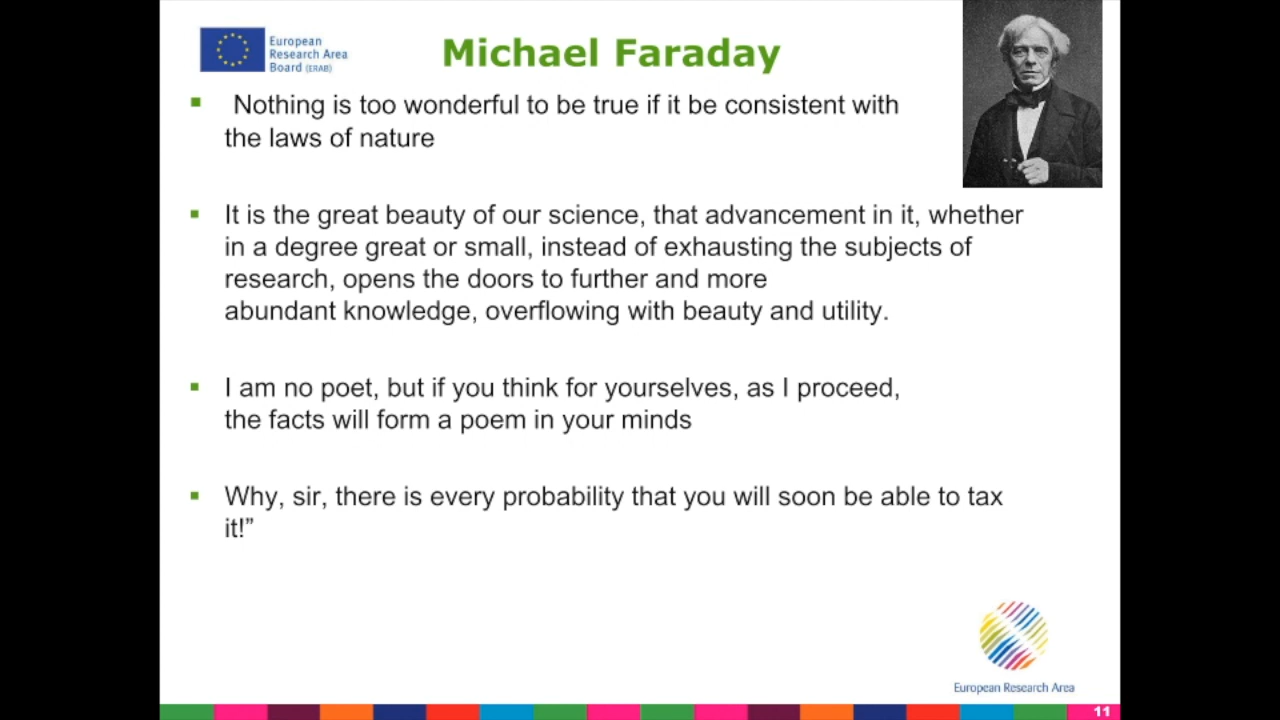 European
Research Area
Board (ERAB)
Michael Faraday
Nothing is too wonderful to be true if it be consistent with
the laws of nature
It is the great beauty of our science, that advancement in it, whether
in a degree great or small, instead of exhausting the subjects of
research, opens the doors to further and more
abundant knowledge, overflowing with beauty and utility.
I am no poet, but if you think for yourselves, as I proceed,
the facts will form a poem in your minds
Why, sir, there is every probability that you will soon be able to tax
it!”
European Research Area
11